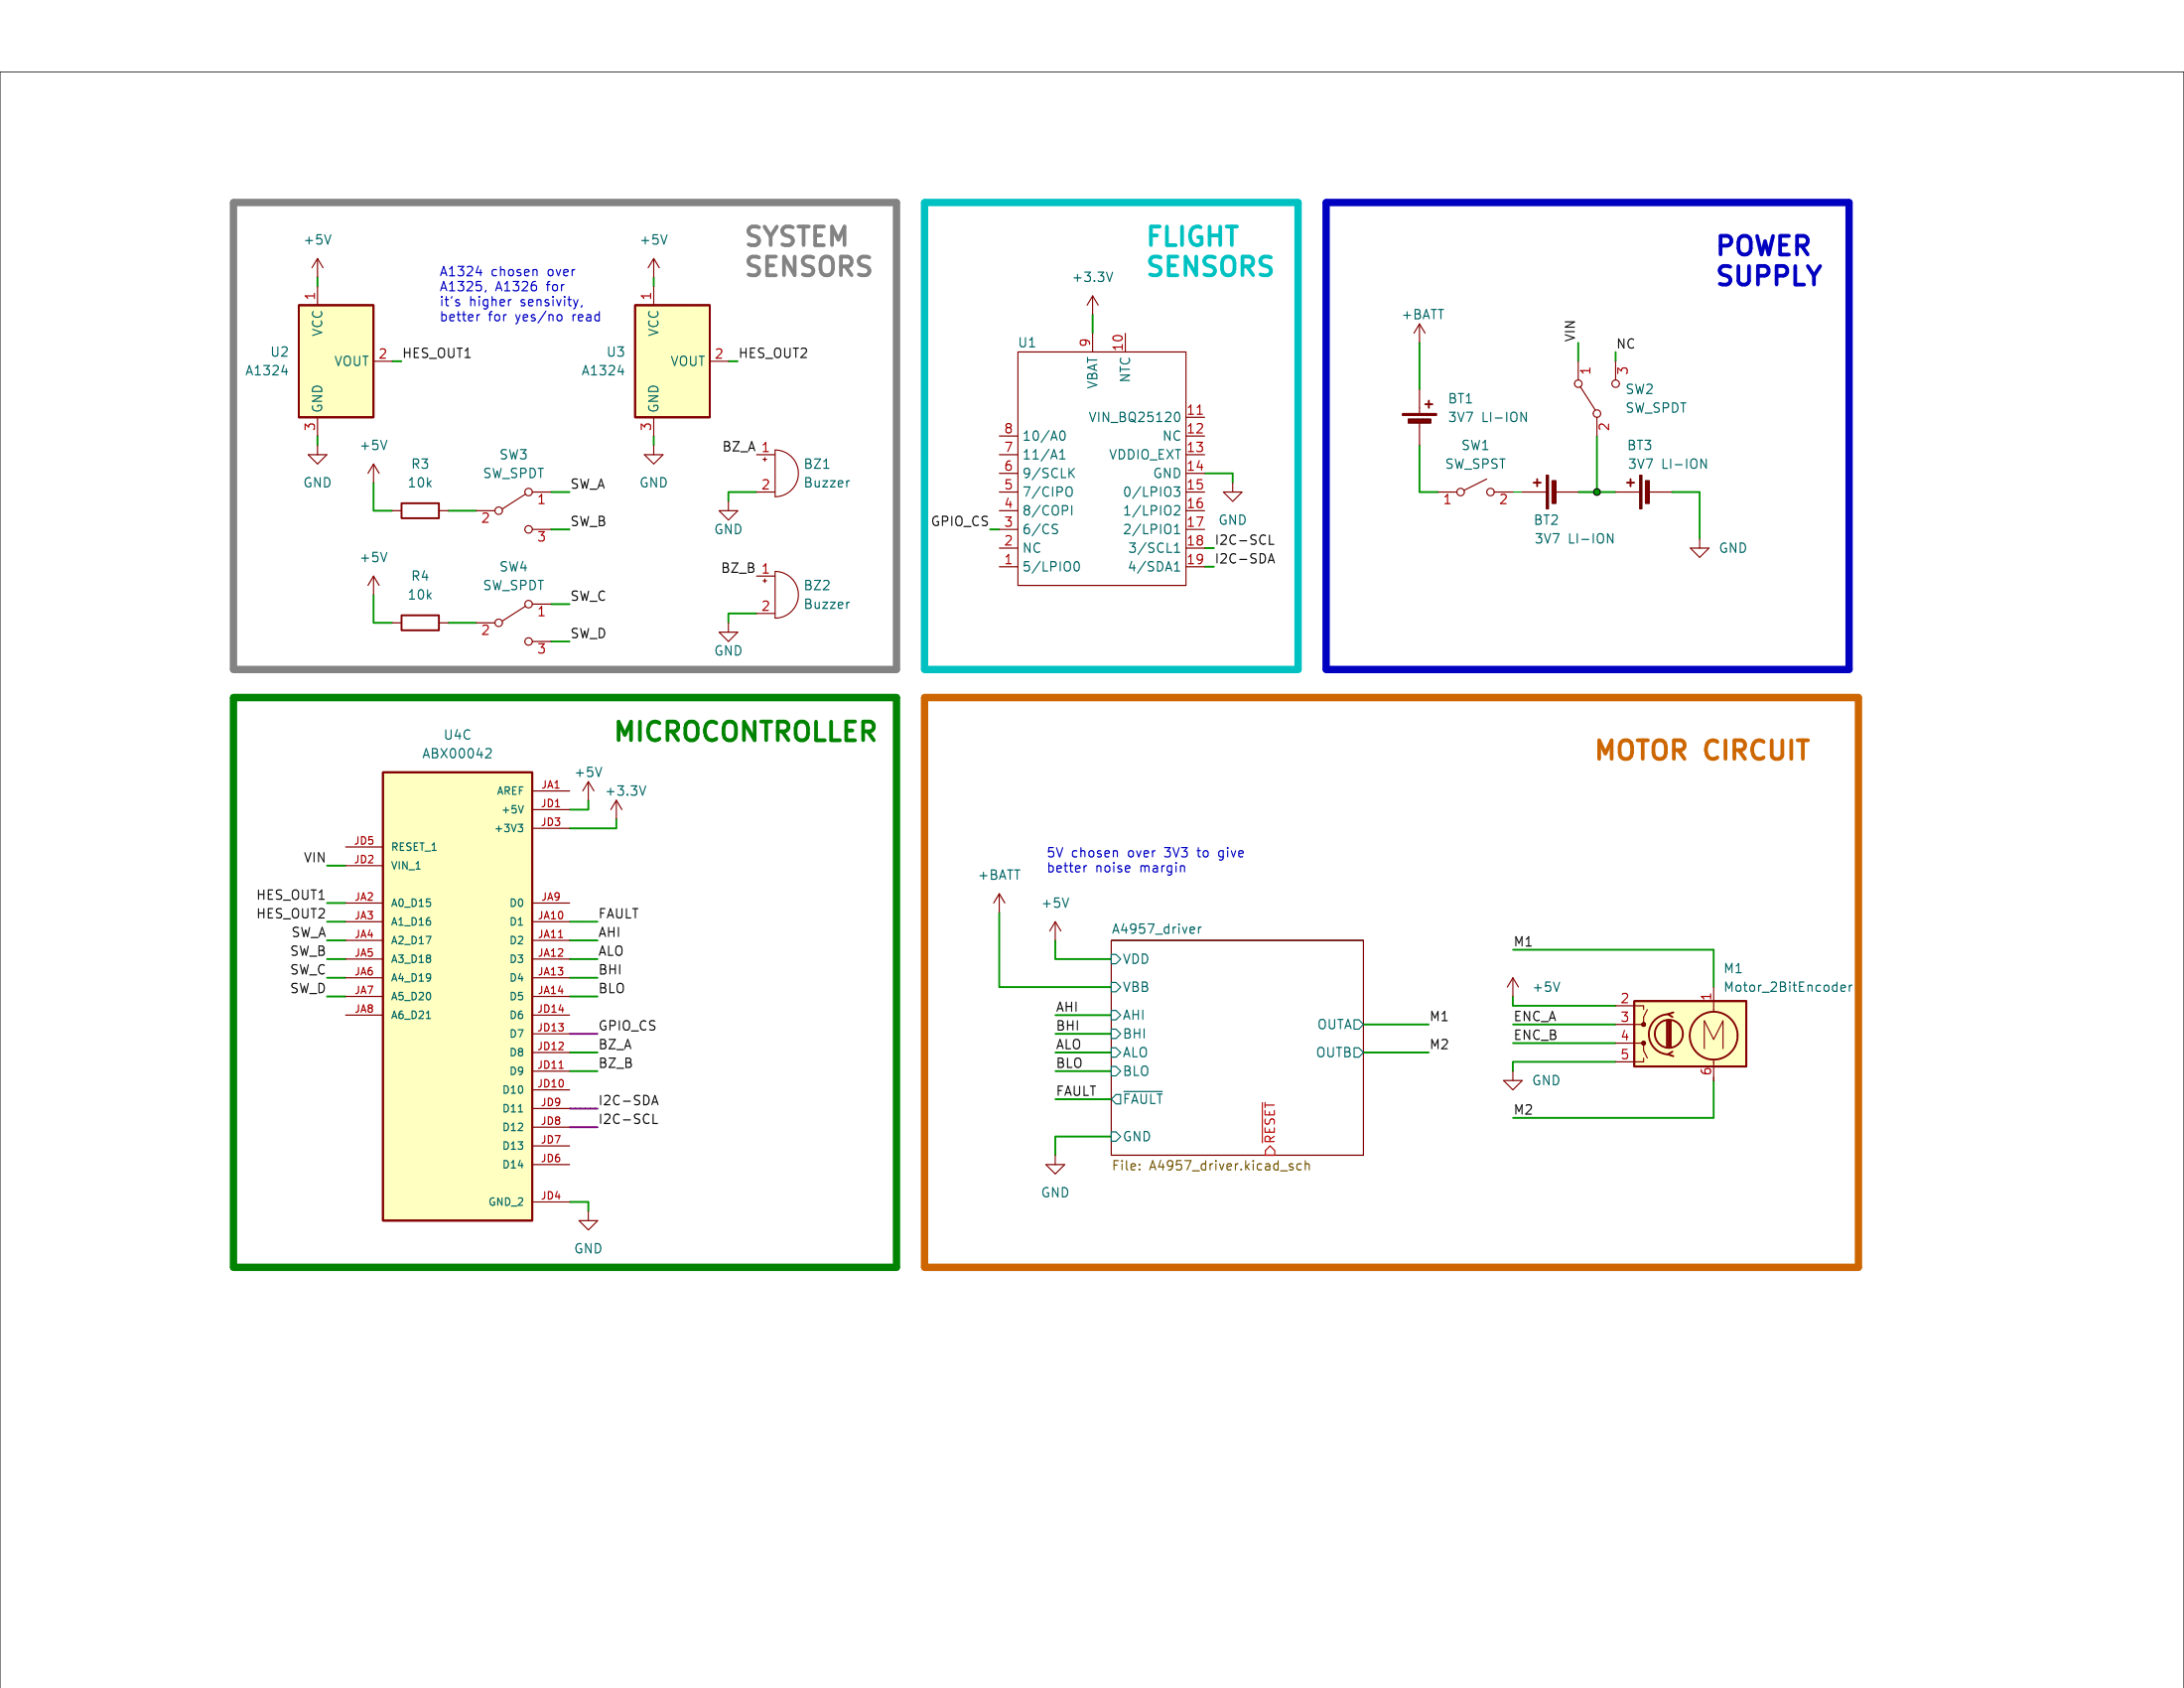 SYSTEM
SENSORS
+5V
A1324 chosen over
A1325, A1326 for
it's higher sensivity,
better for yes/no read
+5V
1
VCC
U2
A1324
VOUT
2
HES_OUT1
GND
3
GND
1
VCC
U3
A1324
VOUT
2
HES_OUT2
GND
3
GND
+5V
R3
10k
SW3
SW_SPDT
2
1
SW_A
3
SW_B
BZ_A
1
2
BZ1
Buzzer
GND
+5V
R4
10k
SW4
SW_SPDT
2
1
SW_C
3
SW_D
BZ_B
1
2
BZ2
Buzzer
GND
FLIGHT
SENSORS
+3.3V
U1
9
VBAT
10
NTC
VIN_BQ25120 11
8 10/A0
NC 12
7 11/A1
VDDIO_EXT 13
6 9/SCLK
GND 14
5 7/CIPO
0/LPIO3 15
4 8/COPI
1/LPIO2 16
GPIO_CS
3 6/CS
2/LPIO1 17
2 NC
3/SCL1 18
I2C-SCL
1 5/LPIO0
4/SDA1 19
I2C-SDA
GND
POWER
SUPPLY
+BATT
BT1
3V7 LI-ION
+
SW1
SW_SPST
1
2
VIN
1
NC
3
SW2
SW_SPDT
2
+
BT2
3V7 LI-ION
BT3
3V7 LI-ION
+
GND
MICROCONTROLLER
U4C
ABX00042
+5V
+3.3V
AREF JA1
+5V JD1
+3V3 JD3
JD5 RESET_1
VIN
JD2 VIN_1
HES_OUT1
JA2 A0_D15
D0 JA9
HES_OUT2
JA3 A1_D16
D1 JA10
FAULT
SW_A
JA4 A2_D17
D2 JA11
AHI
SW_B
JA5 A3_D18
D3 JA12
ALO
SW_C
JA6 A4_D19
D4 JA13
BHI
SW_D
JA7 A5_D20
D5 JA14
BLO
JA8 A6_D21
D6 JD14
D7 JD13
GPIO_CS
D8 JD12
BZ_A
D9 JD11
BZ_B
D10 JD10
D11 JD9
I2C-SDA
D12 JD8
I2C-SCL
D13 JD7
D14 JD6
GND_2 JD4
GND
MOTOR CIRCUIT
5V chosen over 3V3 to give
better noise margin
+BATT
+5V
A4957_driver
VDD
VBB
AHI
AHI
BHI
BHI
ALO
ALO
BLO
BLO
FAULT
FAULT
GND
RESET
OUTA
M1
OUTB
M2
File: A4957_driver.kicad_sch
GND
M1
M1
Motor_2BitEncoder
+5V
2
ENC_A
3
ENC_B
4
5
1
M
6
GND
M2